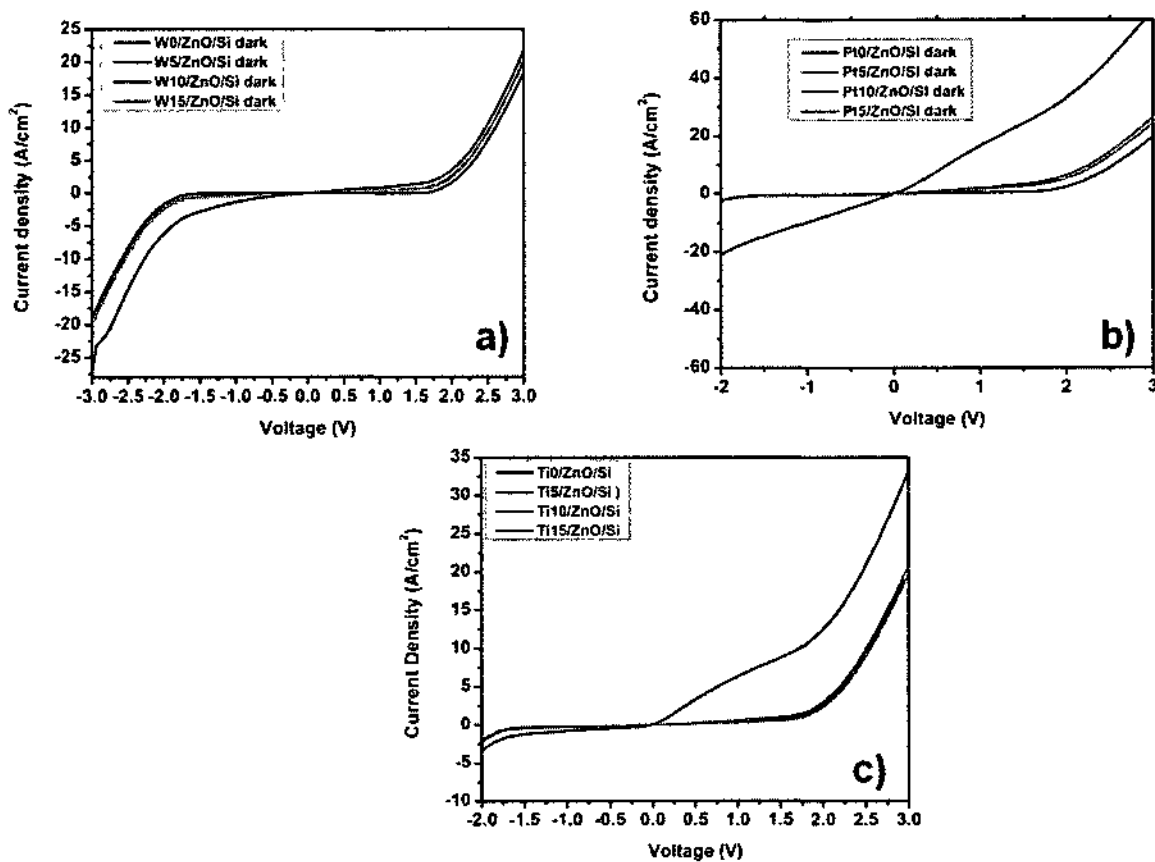 W0/ZnO/Si dark
W5/ZnO/Si dark
W10/ZnO/Si dark
W15/ZnO/Si dark
25
20
15
10
5
0
-5
-10
-15
-20
-25
Current density (A/cm²)
a)
-3.0 -2.5 -2.0 -1.5 -1.0 -0.5 0.0 0.5 1.0 1.5 2.0 2.5 3.0
Voltage (V)
Pt0/ZnO/Si dark
Pt5/ZnO/Si dark
Pt10/ZnO/Si dark
Pt5/ZnO/Si dark
60
40
20
0
-20
-40
-60
Current density (A/cm²)
b)
-2 -1 0 1 2 3
Voltage (V)
Ti0/ZnO/Si
Ti5/ZnO/Si )
Ti10/ZnO/Si
Ti15/ZnO/Si
35
30
25
20
15
10
5
0
-5
-10
Current Density (A/cm²)
c)
-2.0 -1.5 -1.0 -0.5 0.0 0.5 1.0 1.5 2.0 2.5 3.0
Voltage (V)